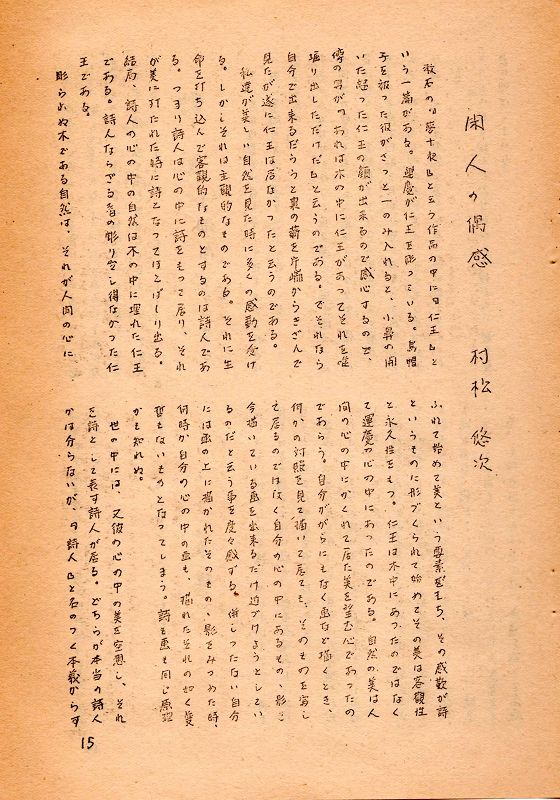 閑人の偶感
村松 悠次
漱石の『夢十夜』と云う作品の中に『仁王』と
いう一篇がある。運慶が仁王を彫っている。烏帽
子を被った彼がさっと一のみ入れると、小鼻の開
いた怒った仁王の顔が出来るので感心するので、
傍の男が『あれは木の中に仁王があってそれを唯
堀り出しただけだ』と云うのである。でそれなら
自分で出来るだらうと裏の薪を片端からきざんで
見たが遂に仁王は居なかったと云うのである。
私達が美しい自然を見た時に多くの感動を受け
る。しかしそれは主観的なものである。それに生
命を打ち込んで客観的なものとするのは詩人であ
る。つまり詩人は心の中に詩をもって居り、それ
が美に打たれた時に詩となってほとばしり出る。
結局、詩人の心の中の自然は木の中に埋れた仁王
である。詩人ならざる者の彫り出し得なかった仁
王である。
彫られぬ木である自然は、それが人間の心に
ふれて始めて美という要素をもち、その感動が詩
というものに形づくられて始めてその美は客観性
と永久性をもつ。仁王は木中にあったのではなく
て運慶の心の中にあったのである。自然の美は人
間の心の中にかくれて居た美を望む心であったの
であらう。自分ががらにもなく画など描くとき、
何かの対照を見て描いて居ても、そのものを写し
て居るのではなく自分の心の中にあるもの、影を
今描いている画を出来るだけ近づけようとしてい
るのだと云う事を度々感ずる。併しつたない自分
には画の上に描かれたそのもの、影をみつめた時、
何時か自分の心の中の画も、描れたそれの如く美
しくもないものとなってしまう。詩も画も同じ原理
かも知れぬ。
世の中には、又彼の心の中の美を空想し、それ
を詩として表す詩人が居る。どちらが本当の詩人
かは分らないが、『詩人』と名のつく本義からす
15